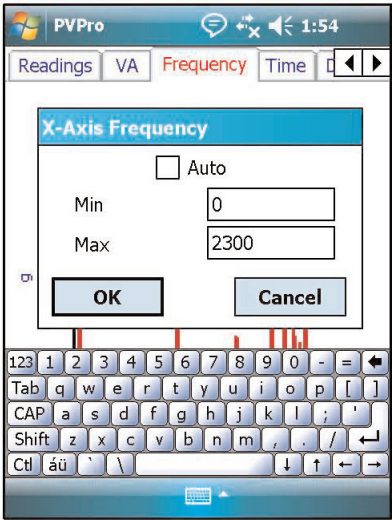 PVPro 1:54
Readings VA Frequency Time D
X-Axis Frequency
Auto
Min 0
Max 2300
g
OK Cancel
123 1 2 3 4 5 6 7 8 9 0 - =
Tab q w e r t y u i o p [ ]
CAP a s d f g h j k l ; '
Shift z x c v b n m , . /
Ctl áü ` \